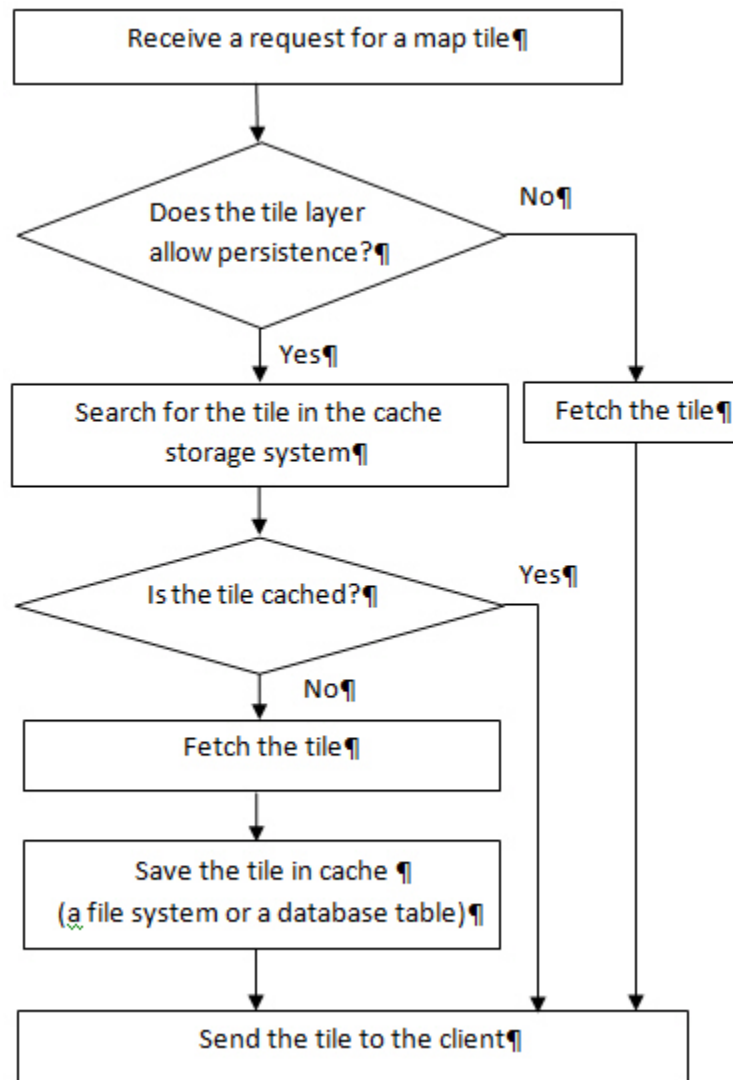 Receive a request for a map tile¶
Does the tile layer
allow persistence?¶
No¶
Yes¶
Search for the tile in the cache
storage system¶
Fetch the tile¶
Is the tile cached?¶
Yes¶
No¶
Fetch the tile¶
Save the tile in cache ¶
(a file system or a database table)¶
Send the tile to the client¶